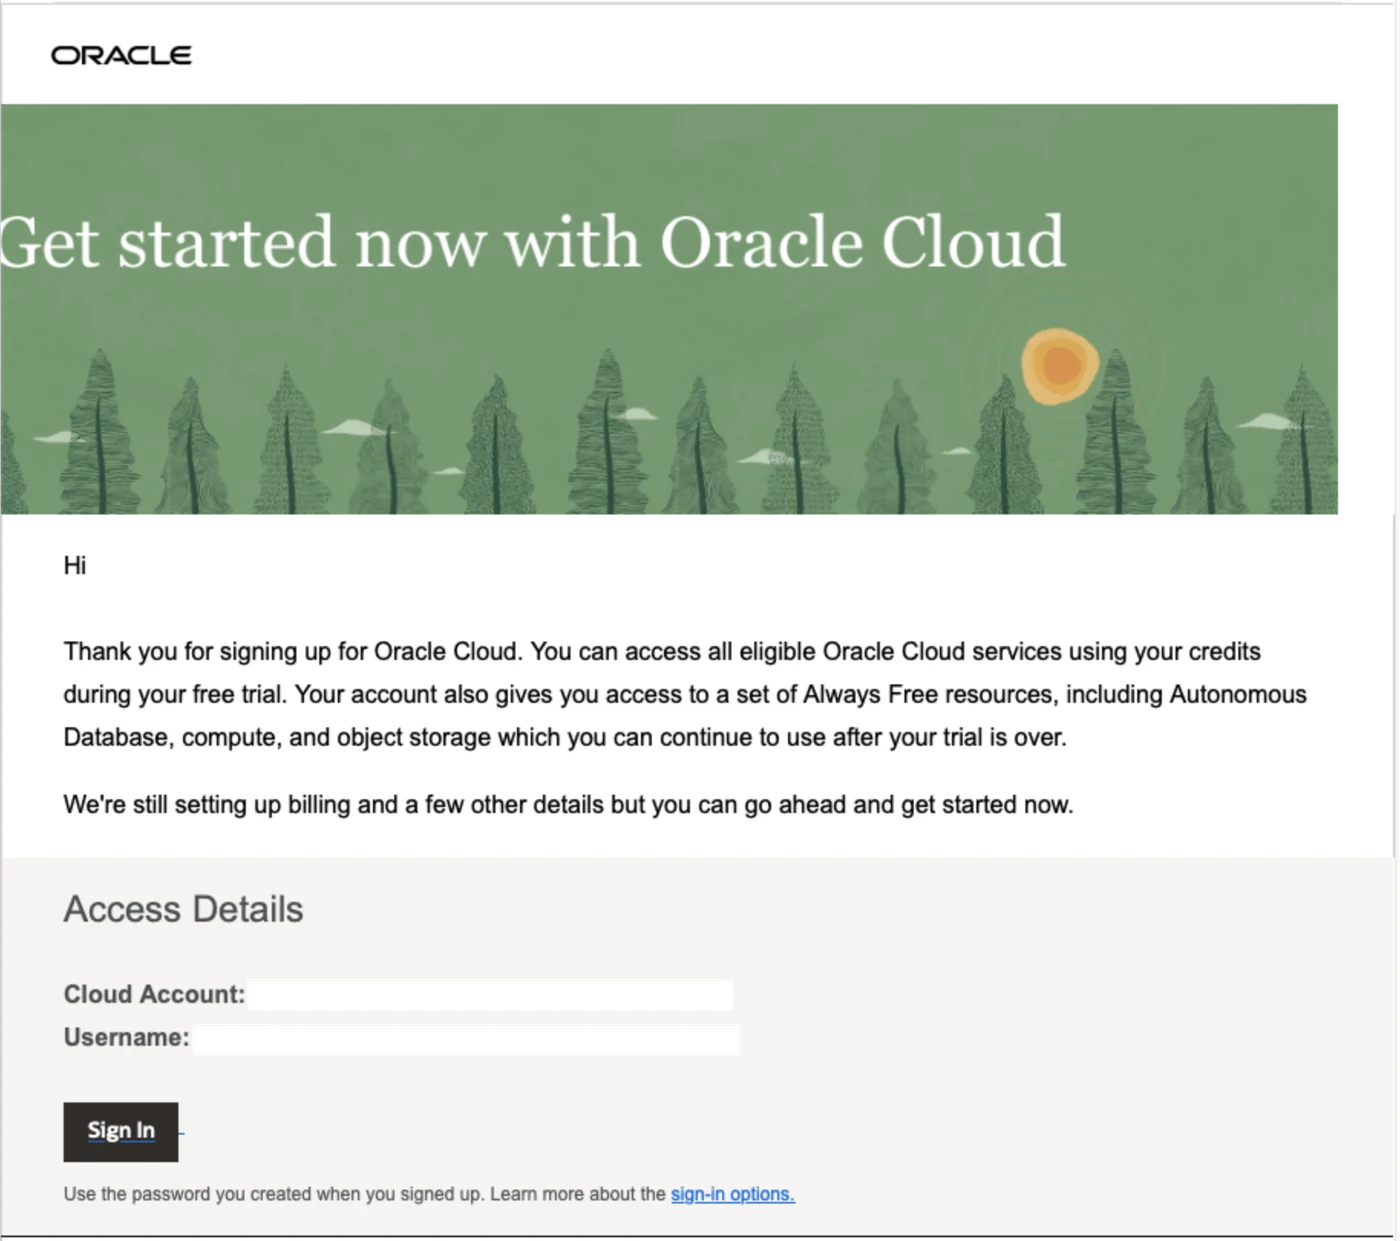 ORACLE
Get started now with Oracle Cloud
Hi
Thank you for signing up for Oracle Cloud. You can access all eligible Oracle Cloud services using your credits
during your free trial. Your account also gives you access to a set of Always Free resources, including Autonomous
Database, compute, and object storage which you can continue to use after your trial is over.
We're still setting up billing and a few other details but you can go ahead and get started now.
Access Details
Cloud Account:
Username:
Sign In
Use the password you created when you signed up. Learn more about the sign-in options.